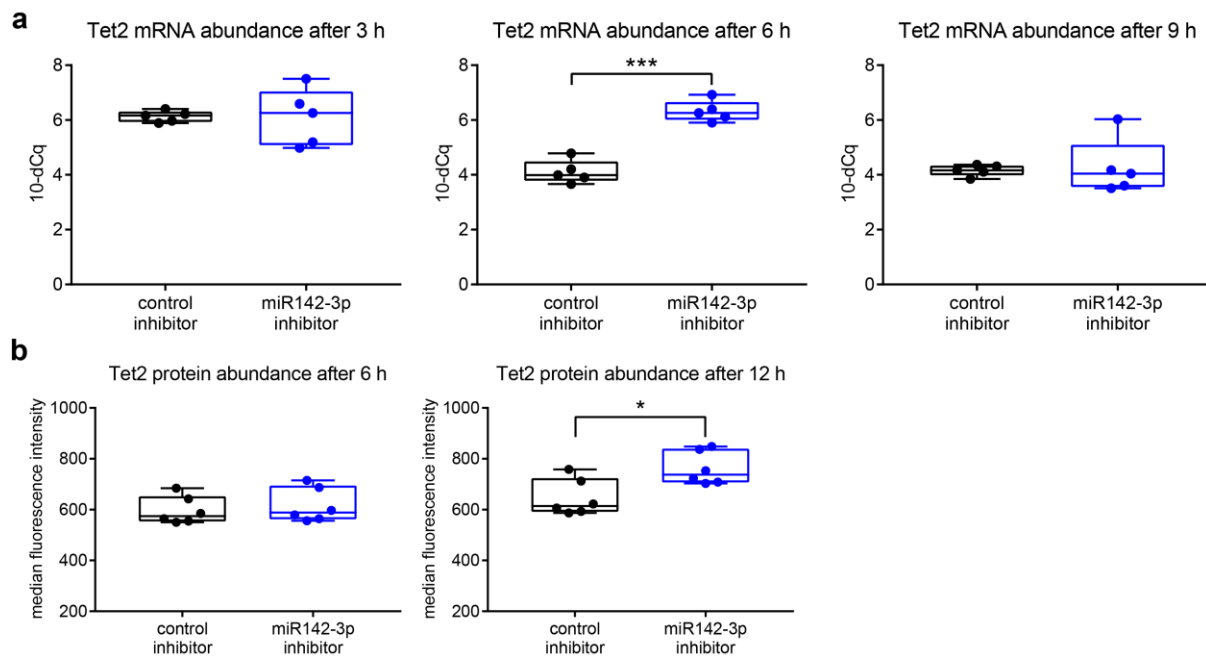 a
Tet2 mRNA abundance after 3 h
Tet2 mRNA abundance after 6 h
Tet2 mRNA abundance after 9 h
10-dCq
8
6
4
2
0
control
inhibitor
miR142-3p
inhibitor
10-dCq
8
6
4
2
0
***
control
inhibitor
miR142-3p
inhibitor
10-dCq
8
6
4
2
0
control
inhibitor
miR142-3p
inhibitor
b
Tet2 protein abundance after 6 h
Tet2 protein abundance after 12 h
median fluorescence intensity
1000
800
600
400
200
control
inhibitor
miR142-3p
inhibitor
median fluorescence intensity
1000
800
600
400
200
*
control
inhibitor
miR142-3p
inhibitor